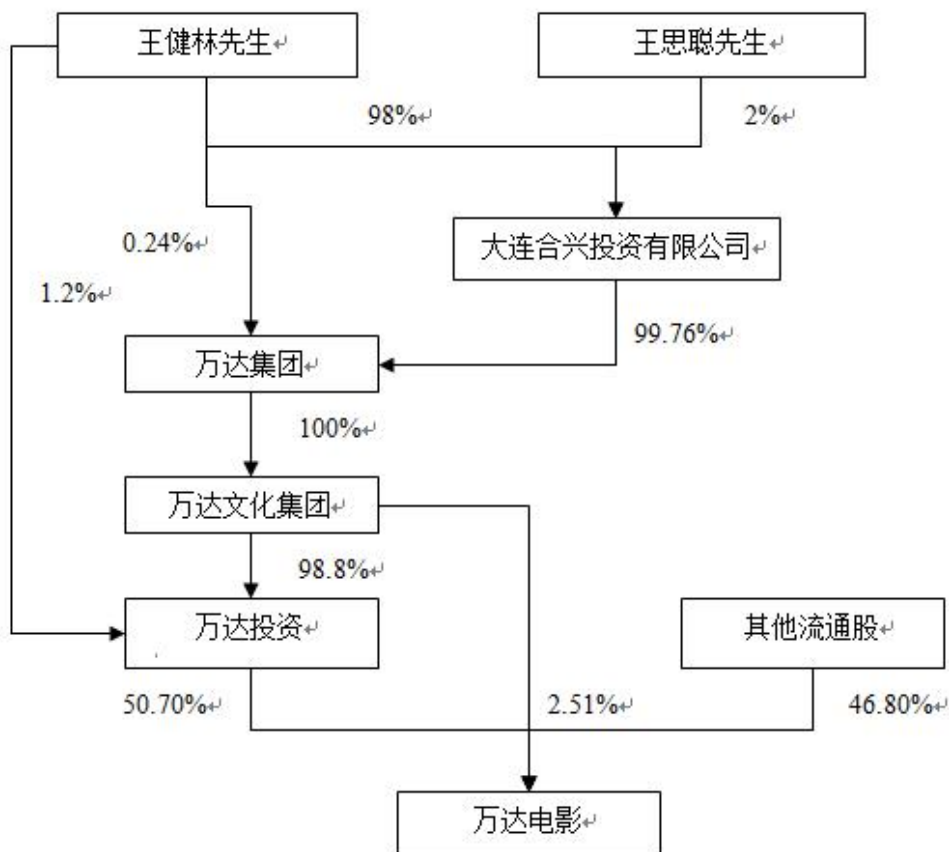 王健林先生
王思聪先生
98%
2%
大连合兴投资有限公司
0.24%
1.2%
99.76%
万达集团
100%
万达文化集团
98.8%
万达投资
其他流通股
50.70%
2.51%
46.80%
万达电影